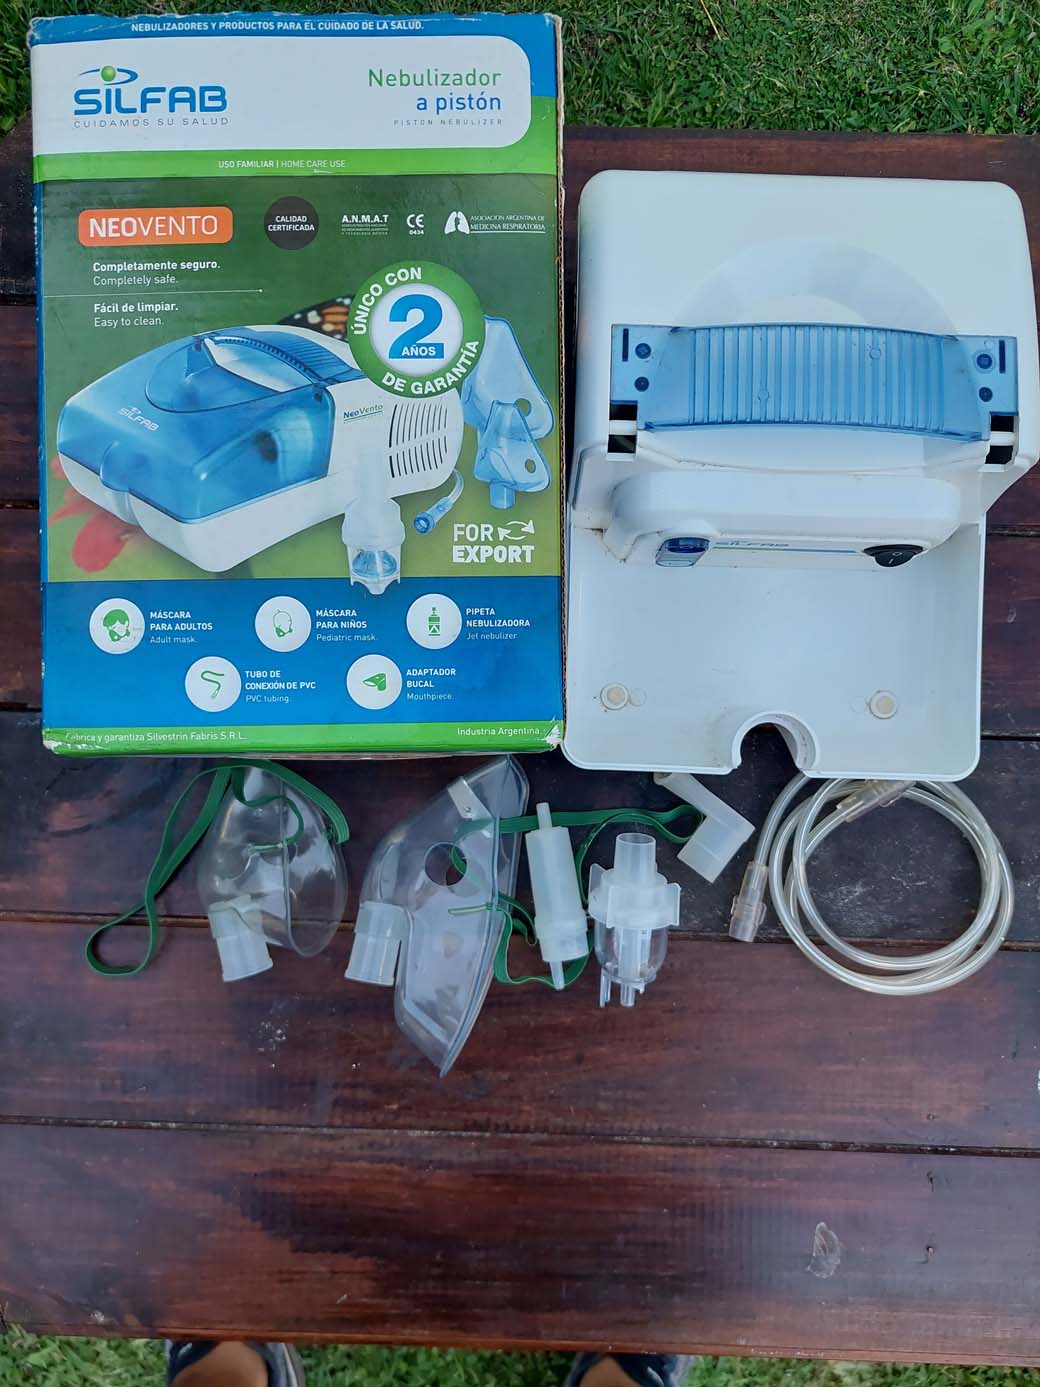 NEBULIZADORES Y PRODUCTOS PARA EL CUIDADO DE LA SALUD.
SILFAB
CUIDAMOS SU SALUD
Nebulizador
a pistón
PISTON NEBULIZER
USO FAMILIAR | HOME CARE USE
NEOVENTO
CALIDAD
CERTIFICADA
A.N.M.A.T
CE
0434
ASOCIACION ARGENTINA DE
MEDICINA RESPIRATORIA
Completamente seguro.
Completely safe.
Fácil de limpiar.
Easy to clean.
ÚNICO CON
2
AÑOS
DE GARANTÍA
SILFAB
NEOVENTO
FOR
EXPORT
MÁSCARA
PARA ADULTOS
Adult mask.
MÁSCARA
PARA NIÑOS
Pediatric mask.
PIPETA
NEBULIZADORA
Jet nebulizer.
TUBO DE
CONEXIÓN DE PVC
PVC tubing
ADAPTADOR
BUCAL
Mouthpiece.
Fabrica y garantiza Silvestrin Fabris S.R.L.
Industria Argentina.
SILFAB